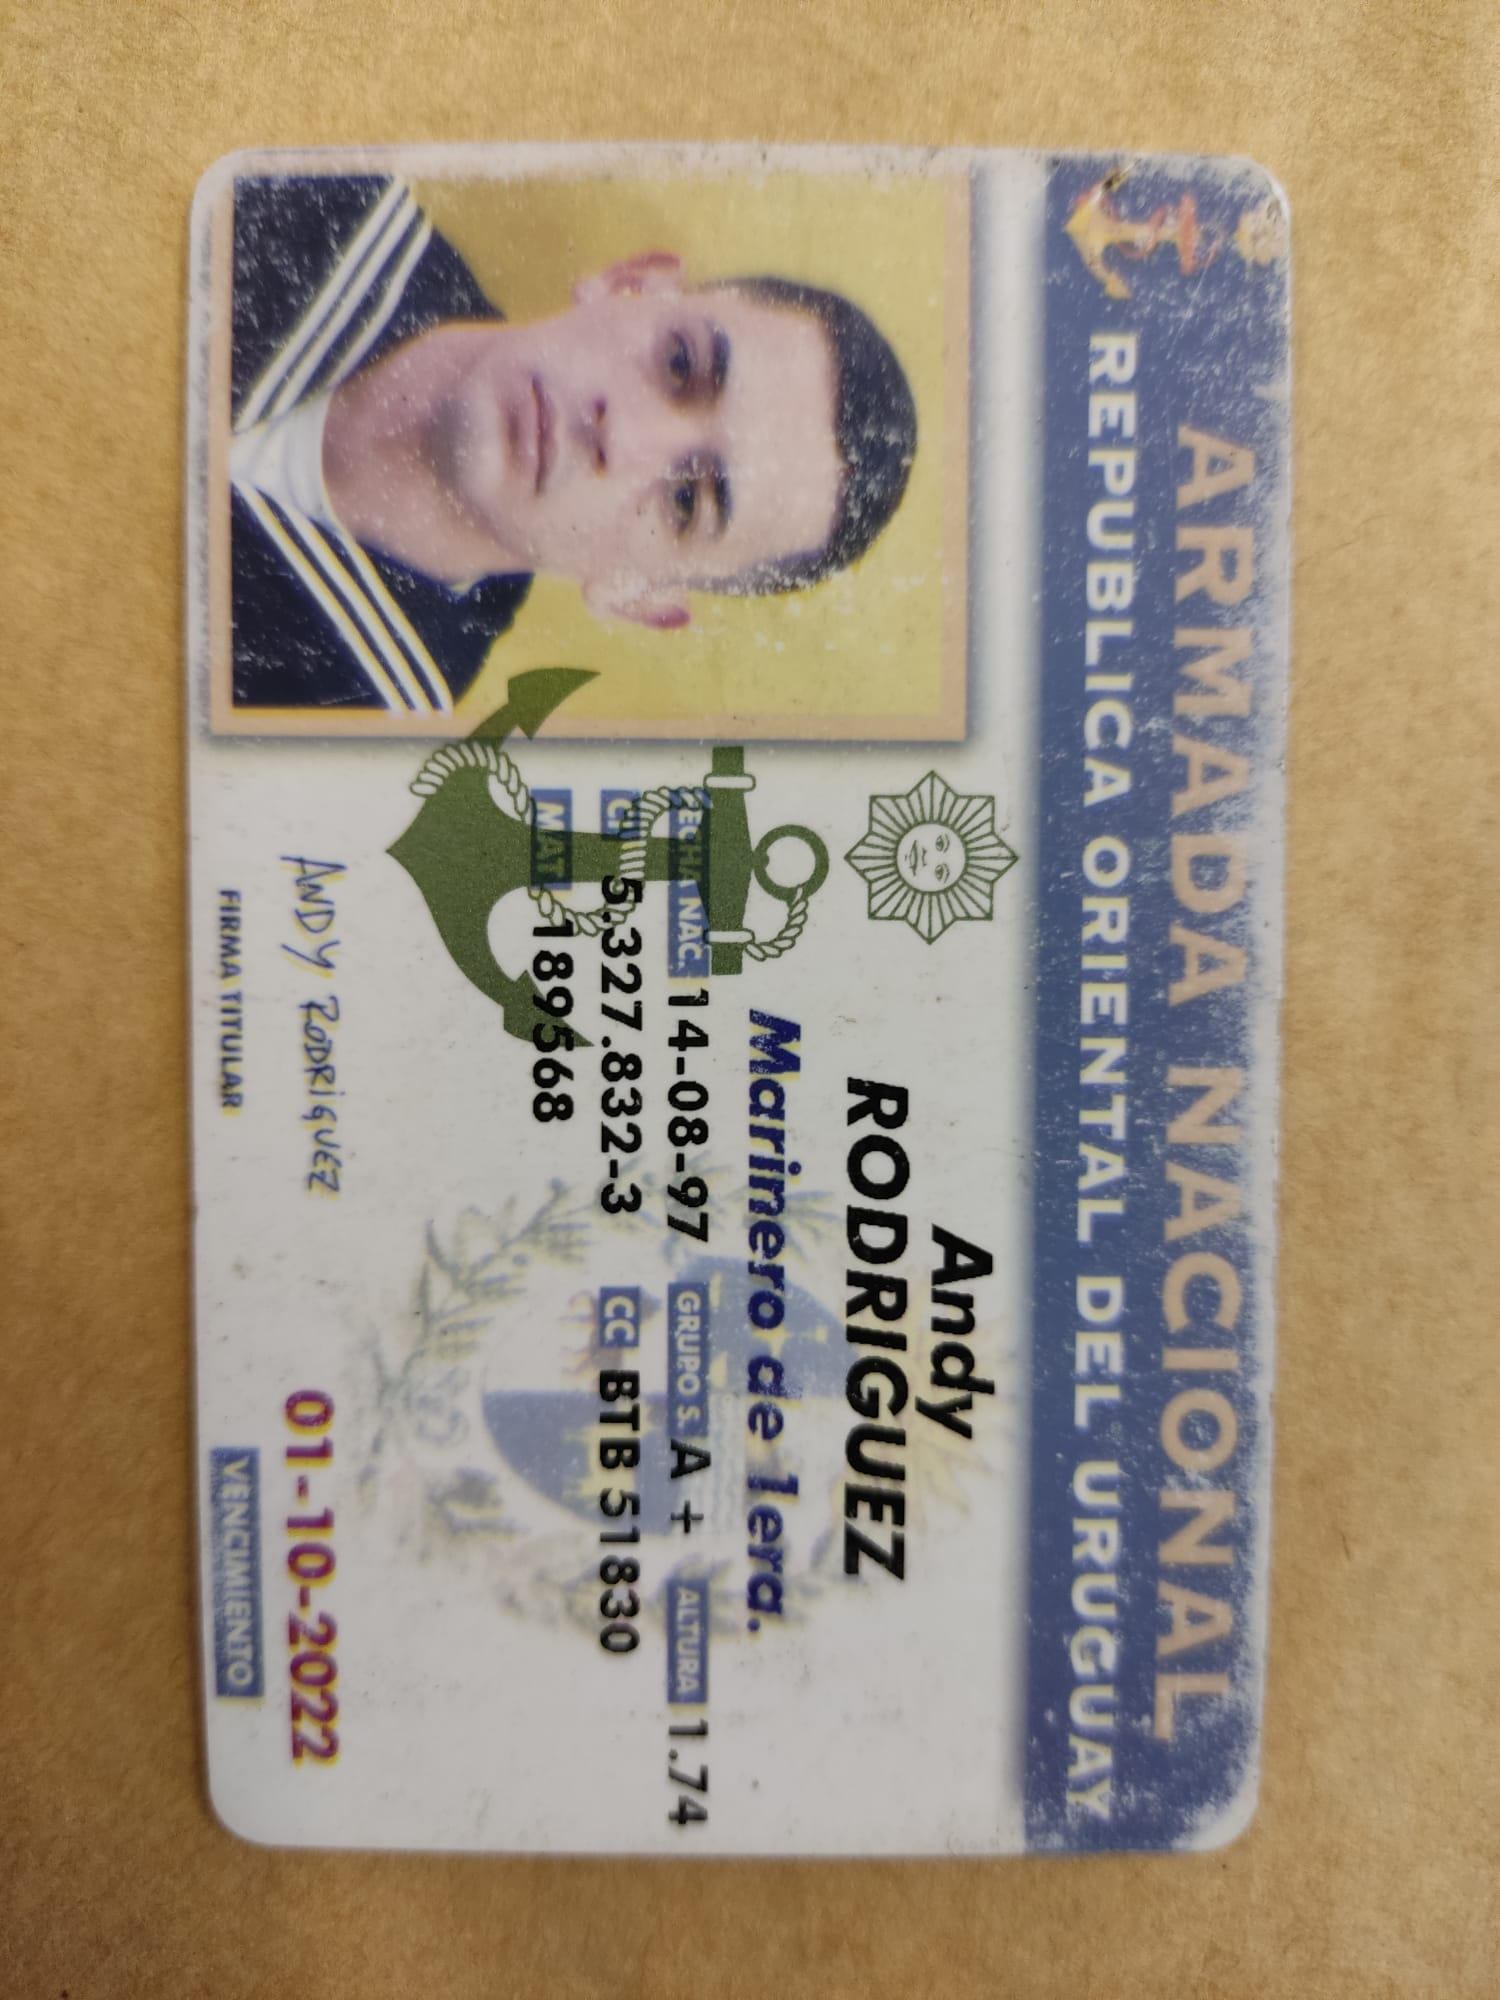 ARMADA NACIONAL
REPUBLICA ORIENTAL DEL URUGUAY
Andy
RODRIGUEZ
Marinero de 1era.
FECHA NAC. 14-08-97 GRUPO S. A + ALTURA 1.74
CI 5.327.832-3 CC BTB 51830
MAT 189568
ANDY RODRIGUEZ
FIRMA TITULAR
01-10-2022
VENCIMIENTO